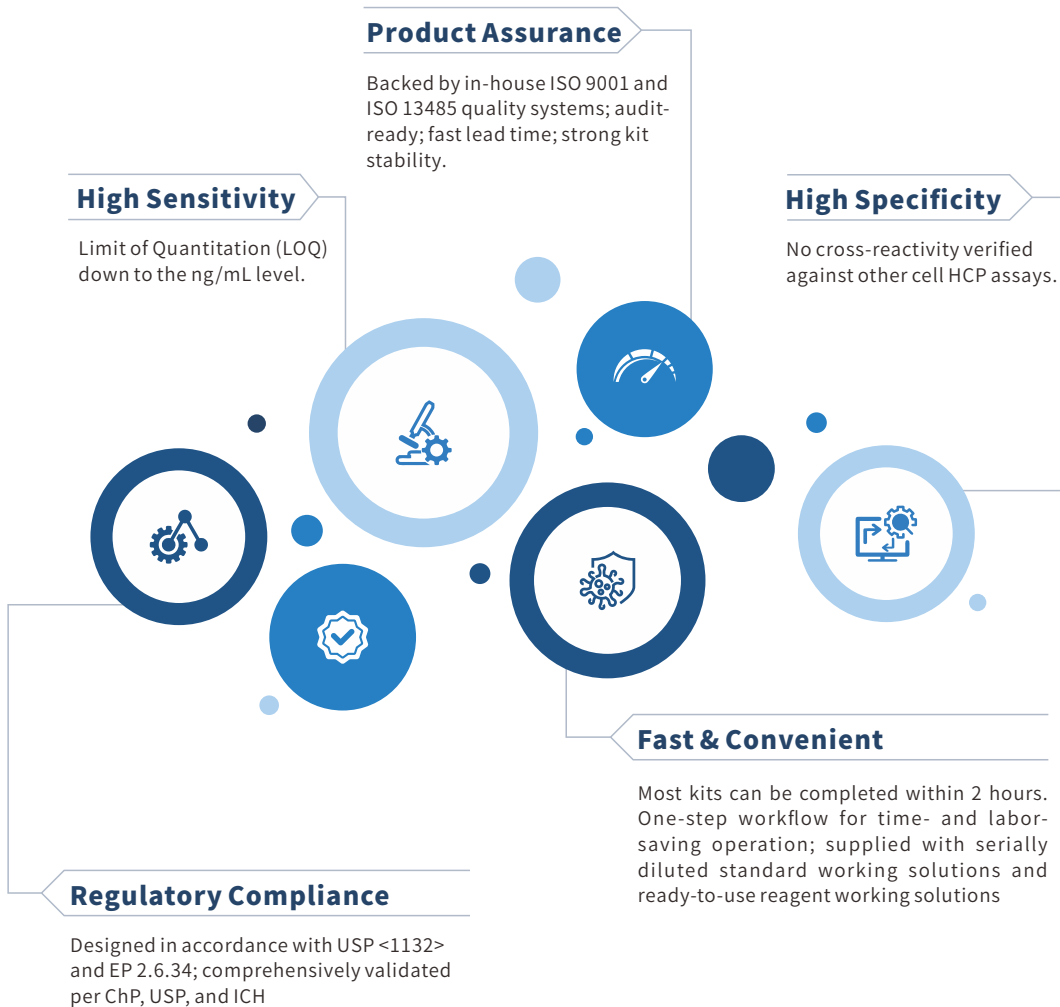 Product Assurance
Backed by in-house ISO 9001 and
ISO 13485 quality systems; audit-
ready; fast lead time; strong kit
stability.
High Sensitivity
Limit of Quantitation (LOQ)
down to the ng/mL level.
High Specificity
No cross-reactivity verified
against other cell HCP assays.
Fast & Convenient
Most kits can be completed within 2 hours.
One-step workflow for time- and labor-
saving operation; supplied with serially
diluted standard working solutions and
ready-to-use reagent working solutions
Regulatory Compliance
Designed in accordance with USP <1132>
and EP 2.6.34; comprehensively validated
per ChP, USP, and ICH